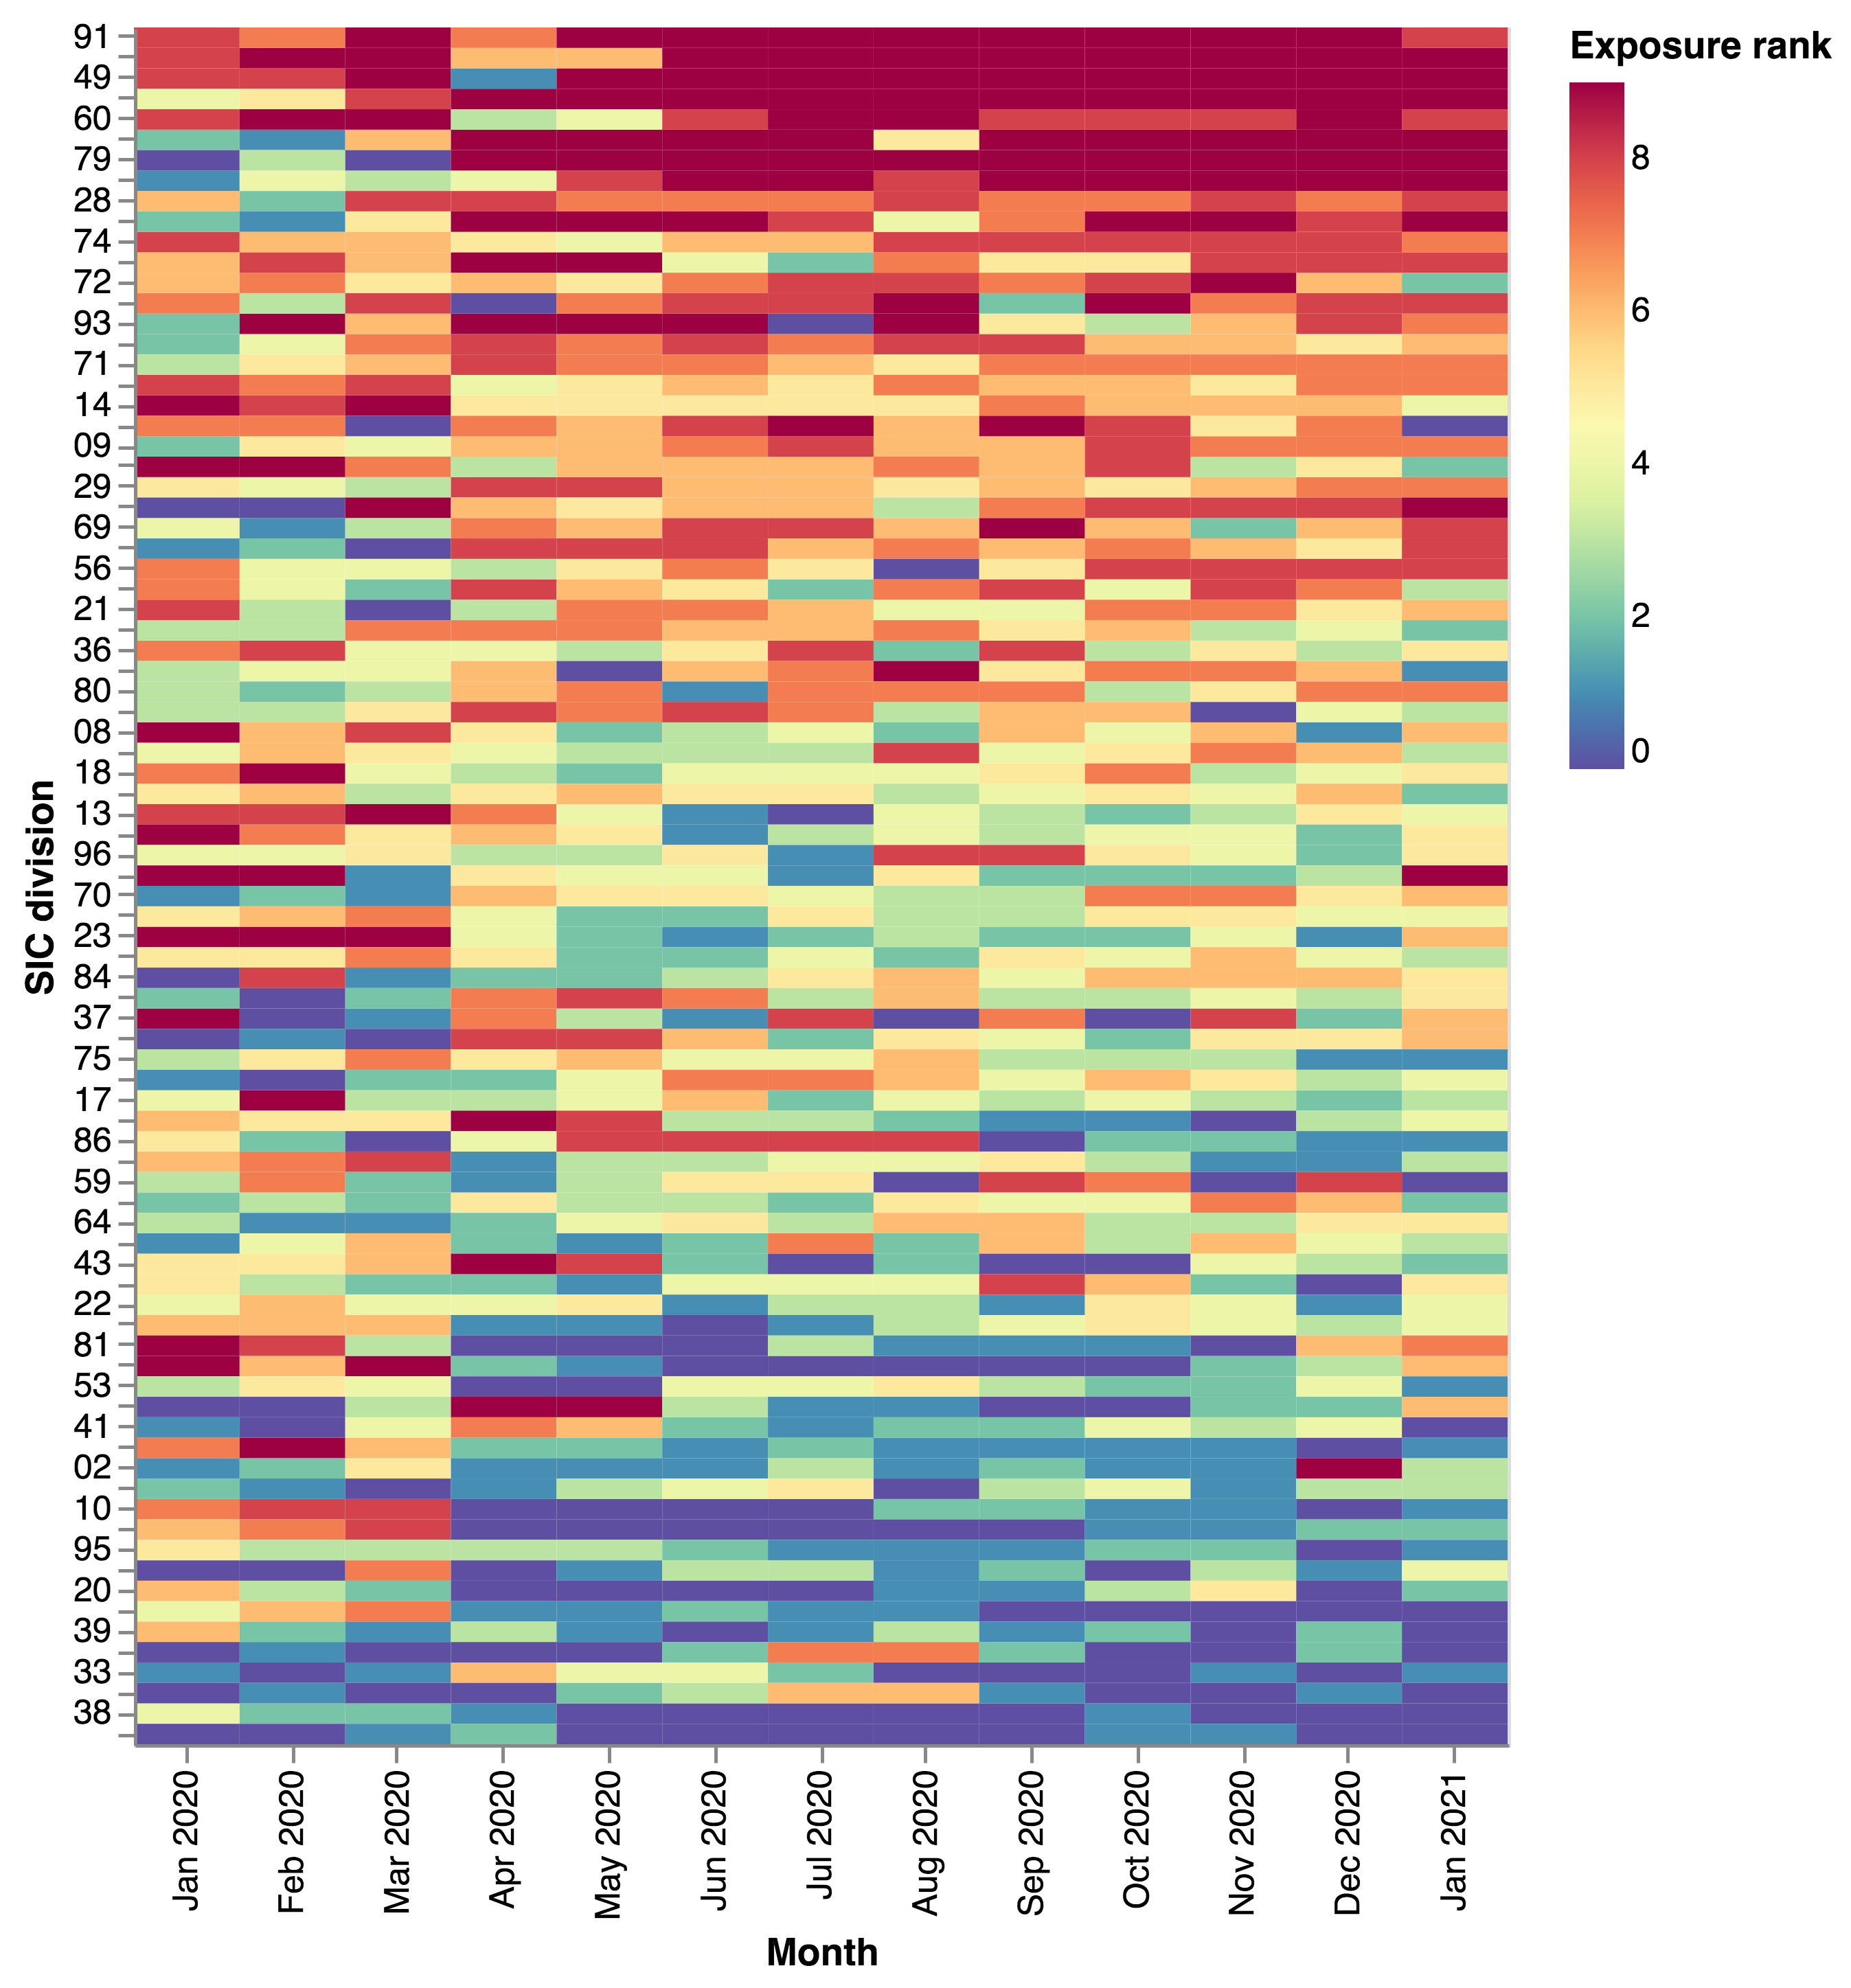 Exposure rank
8
6
4
2
0
SIC division
91
49
60
79
28
74
72
93
71
14
09
29
69
56
21
36
80
08
18
13
96
70
23
84
37
75
17
86
59
64
43
22
81
53
41
02
10
95
20
39
33
38
Jan 2020
Feb 2020
Mar 2020
Apr 2020
May 2020
Jun 2020
Jul 2020
Aug 2020
Sep 2020
Oct 2020
Nov 2020
Dec 2020
Jan 2021
Month